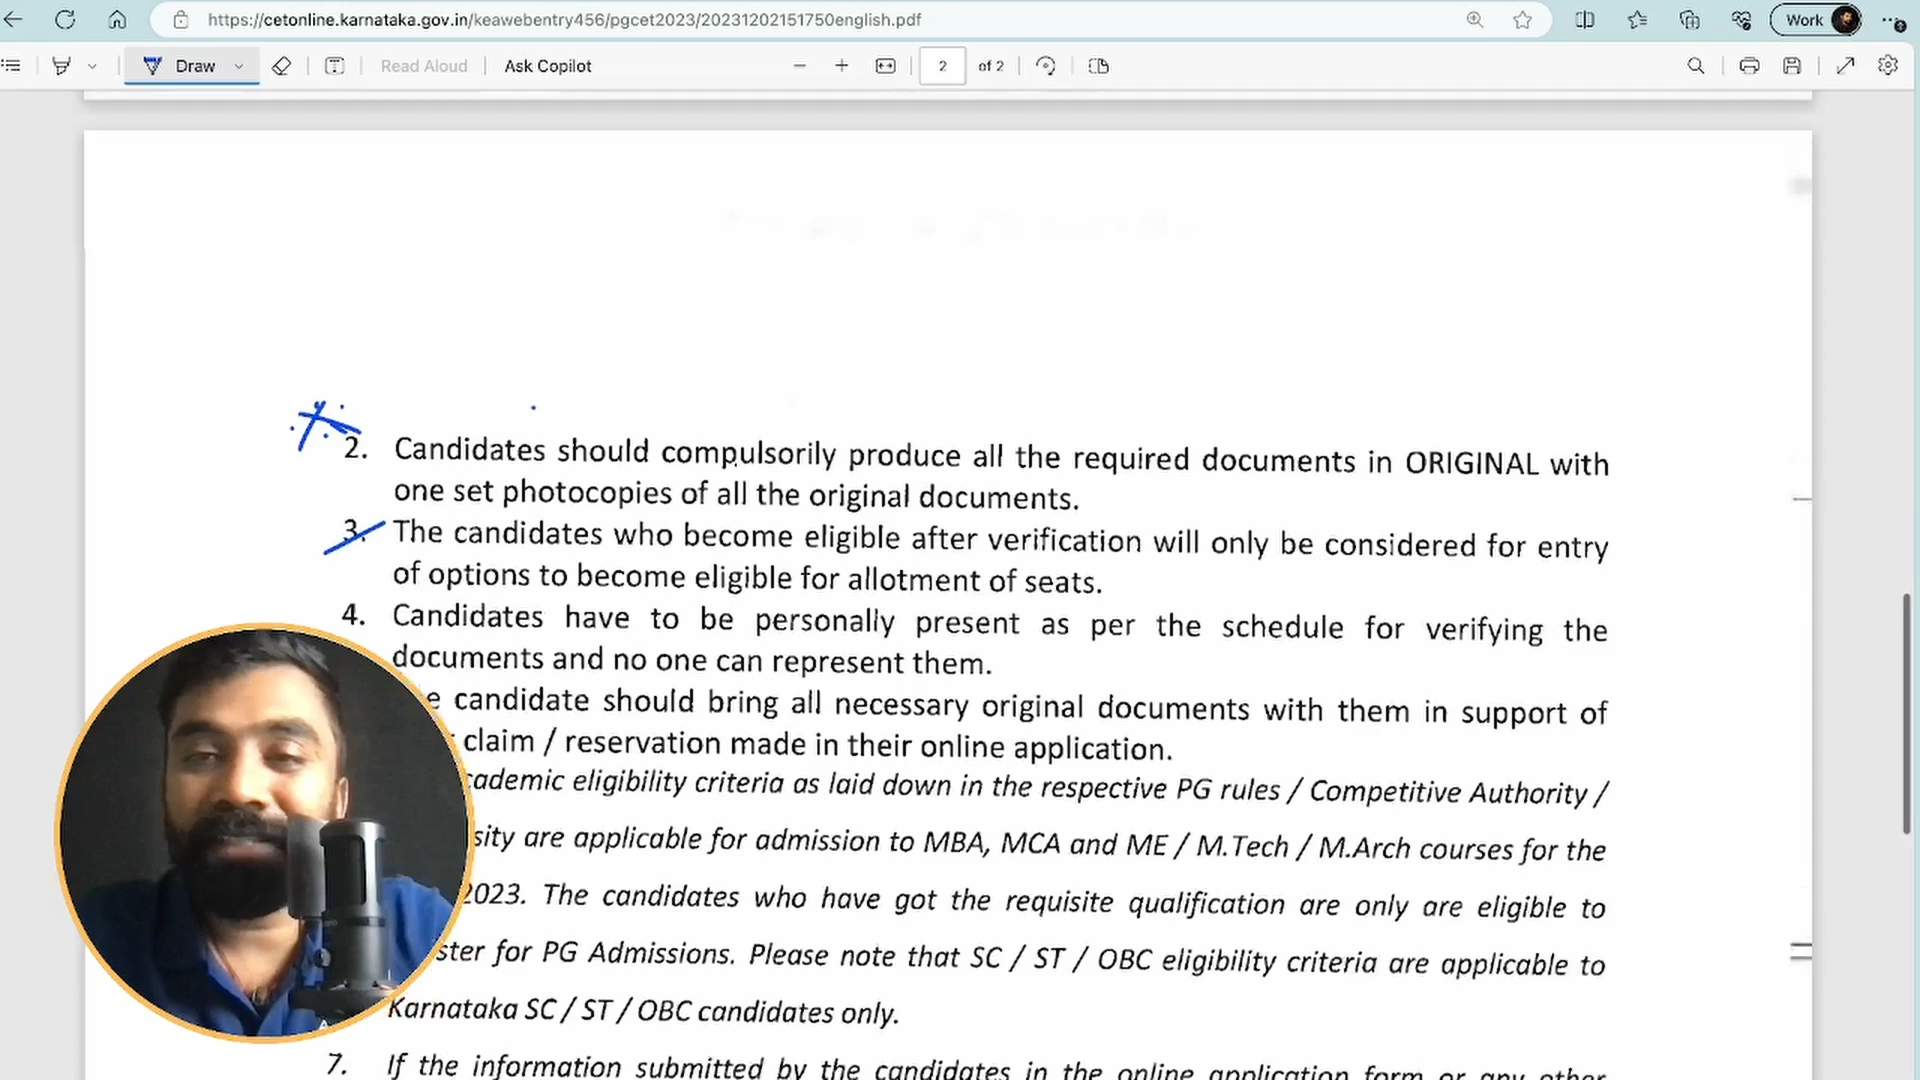 https://cetonline.karnataka.gov.in/keawebentry456/pgcet2023/20231202151750english.pdf
Work
Draw
Read Aloud
Ask Copilot
2
of 2
2. Candidates should compulsorily produce all the required documents in ORIGINAL with
one set photocopies of all the original documents.
3. The candidates who become eligible after verification will only be considered for entry
of options to become eligible for allotment of seats.
4. Candidates have to be personally present as per the schedule for verifying the
documents and no one can represent them.
candidate should bring all necessary original documents with them in support of
claim / reservation made in their online application.
cademic eligibility criteria as laid down in the respective PG rules / Competitive Authority /
sity are applicable for admission to MBA, MCA and ME / M.Tech / M.Arch courses for the
2023. The candidates who have got the requisite qualification are only are eligible to
ster for PG Admissions. Please note that SC / ST / OBC eligibility criteria are applicable to
Karnataka SC / ST / OBC candidates only.
7. If the information submitted by the candidates in the online application form or any other